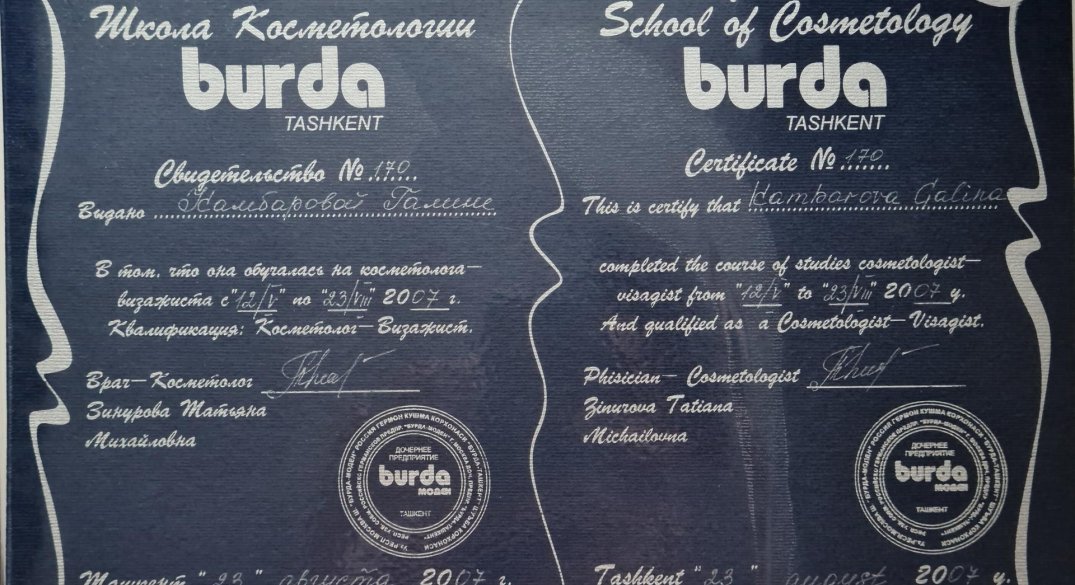 Школа Косметологии
burda
TASHKENT
Свидетельство № 170
Выдано Камбаровой Галине
В том, что она обучалась на косметолога-
визажиста с "12/V" по "23/VIII" 2007 г.
Квалификация: Косметолог-Визажист.
Врач-Косметолог
Зинурова Татьяна
Михайловна
ДОЧЕРНЕЕ
ПРЕДПРИЯТИЕ
burda
МОДЕН
ТАШКЕНТ
Ташкент "23" августа 2007 г.
School of Cosmetology
burda
TASHKENT
Certificate № 170
This is certify that Kambarova Galina
completed the course of studies cosmetologist-
visagist from "12/V" to "23/VIII" 2007 y.
And qualified as a Cosmetologist-Visagist.
Phisician- Cosmetologist
Zinurova Tatiana
Michailovna
ДОЧЕРНЕЕ
ПРЕДПРИЯТИЕ
burda
МОДЕН
ТАШКЕНТ
Tashkent "23" august 2007 y.